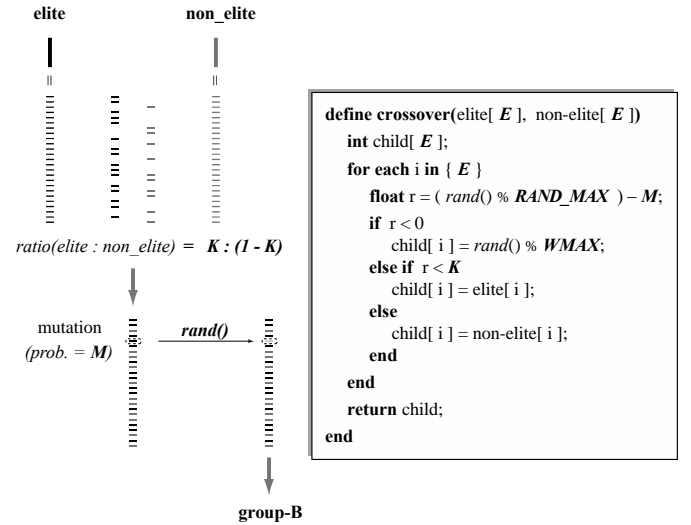 elite
non_elite
=
=
ratio(elite : non_elite) = K : (1 - K)
mutation
(prob. = M)
rand()
group-B
define crossover(elite[ E ], non-elite[ E ])
int child[ E ];
for each i in { E }
float r = ( rand() % RAND_MAX ) – M;
if r < 0
child[ i ] = rand() % WMAX;
else if r < K
child[ i ] = elite[ i ];
else
child[ i ] = non-elite[ i ];
end
end
return child;
end